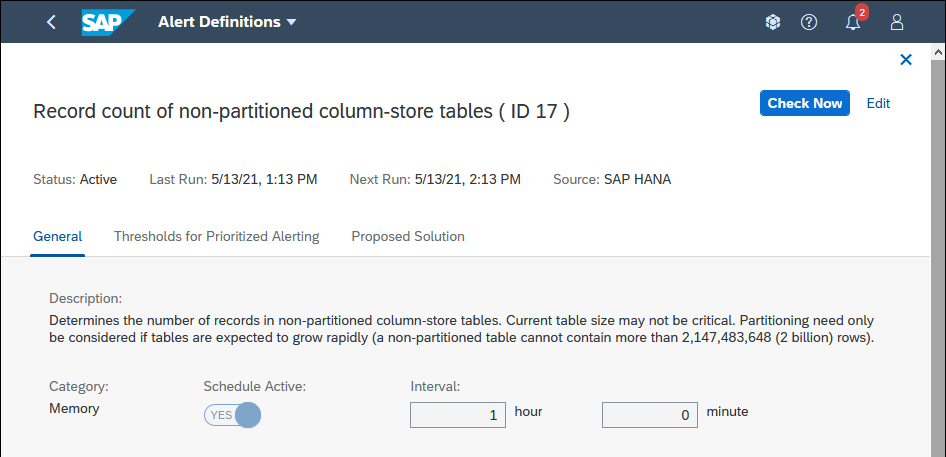 SAP Alert Definitions 2
Record count of non-partitioned column-store tables ( ID 17 ) Check Now Edit
Status: Active Last Run: 5/13/21, 1:13 PM Next Run: 5/13/21, 2:13 PM Source: SAP HANA
General Thresholds for Prioritized Alerting Proposed Solution
Description:
Determines the number of records in non-partitioned column-store tables. Current table size may not be critical. Partitioning need only
be considered if tables are expected to grow rapidly (a non-partitioned table cannot contain more than 2,147,483,648 (2 billion) rows).
Category: Schedule Active: Interval:
Memory YES 1 hour 0 minute